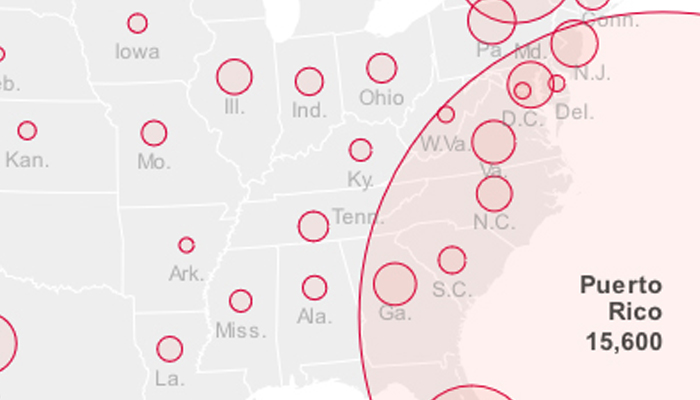 Conn.
Pa.
Md.
Iowa
N.J.
eb.
Ill.
Ind.
Ohio
D.C.
Del.
Kan.
Mo.
W.Va.
Va.
Ky.
Tenn.
N.C.
Ark.
S.C.
Miss.
Ala.
Ga.
La.
Puerto
Rico
15,600